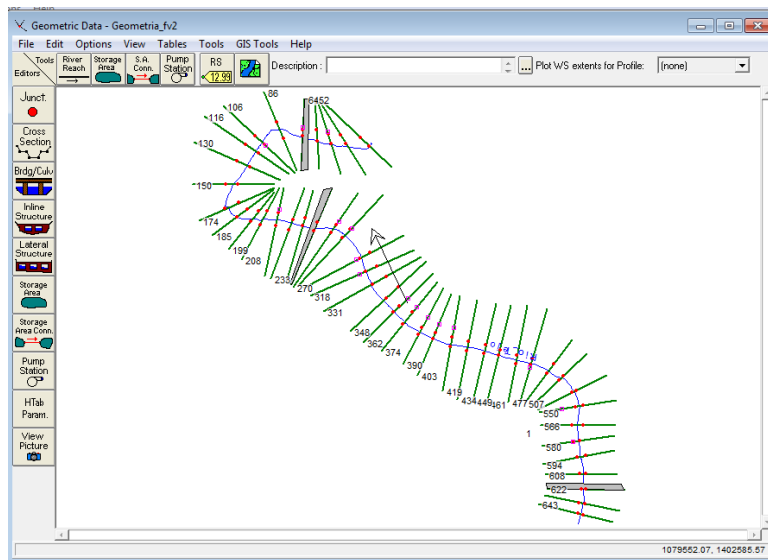 Geometric Data - Geometria_fv2
File Edit Options View Tables Tools GIS Tools Help
Tools
Editors
River
Reach
Storage
Area
S.A.
Conn.
Pump
Station
RS
12.99
Description :
...
Plot WS extents for Profile:
(none)
Junct.
Cross
Section
Brdg/Culv
Inline
Structure
Lateral
Structure
Storage
Area
Storage
Area Conn.
Pump
Station
HTab
Param.
View
Picture
86
6452
106
116
130
150
174
185
199
208
233
270
318
331
348
362
374
390
403
419
434
449
461
477
507
550
566
1
580
594
608
622
643
1079552.07, 1402585.57